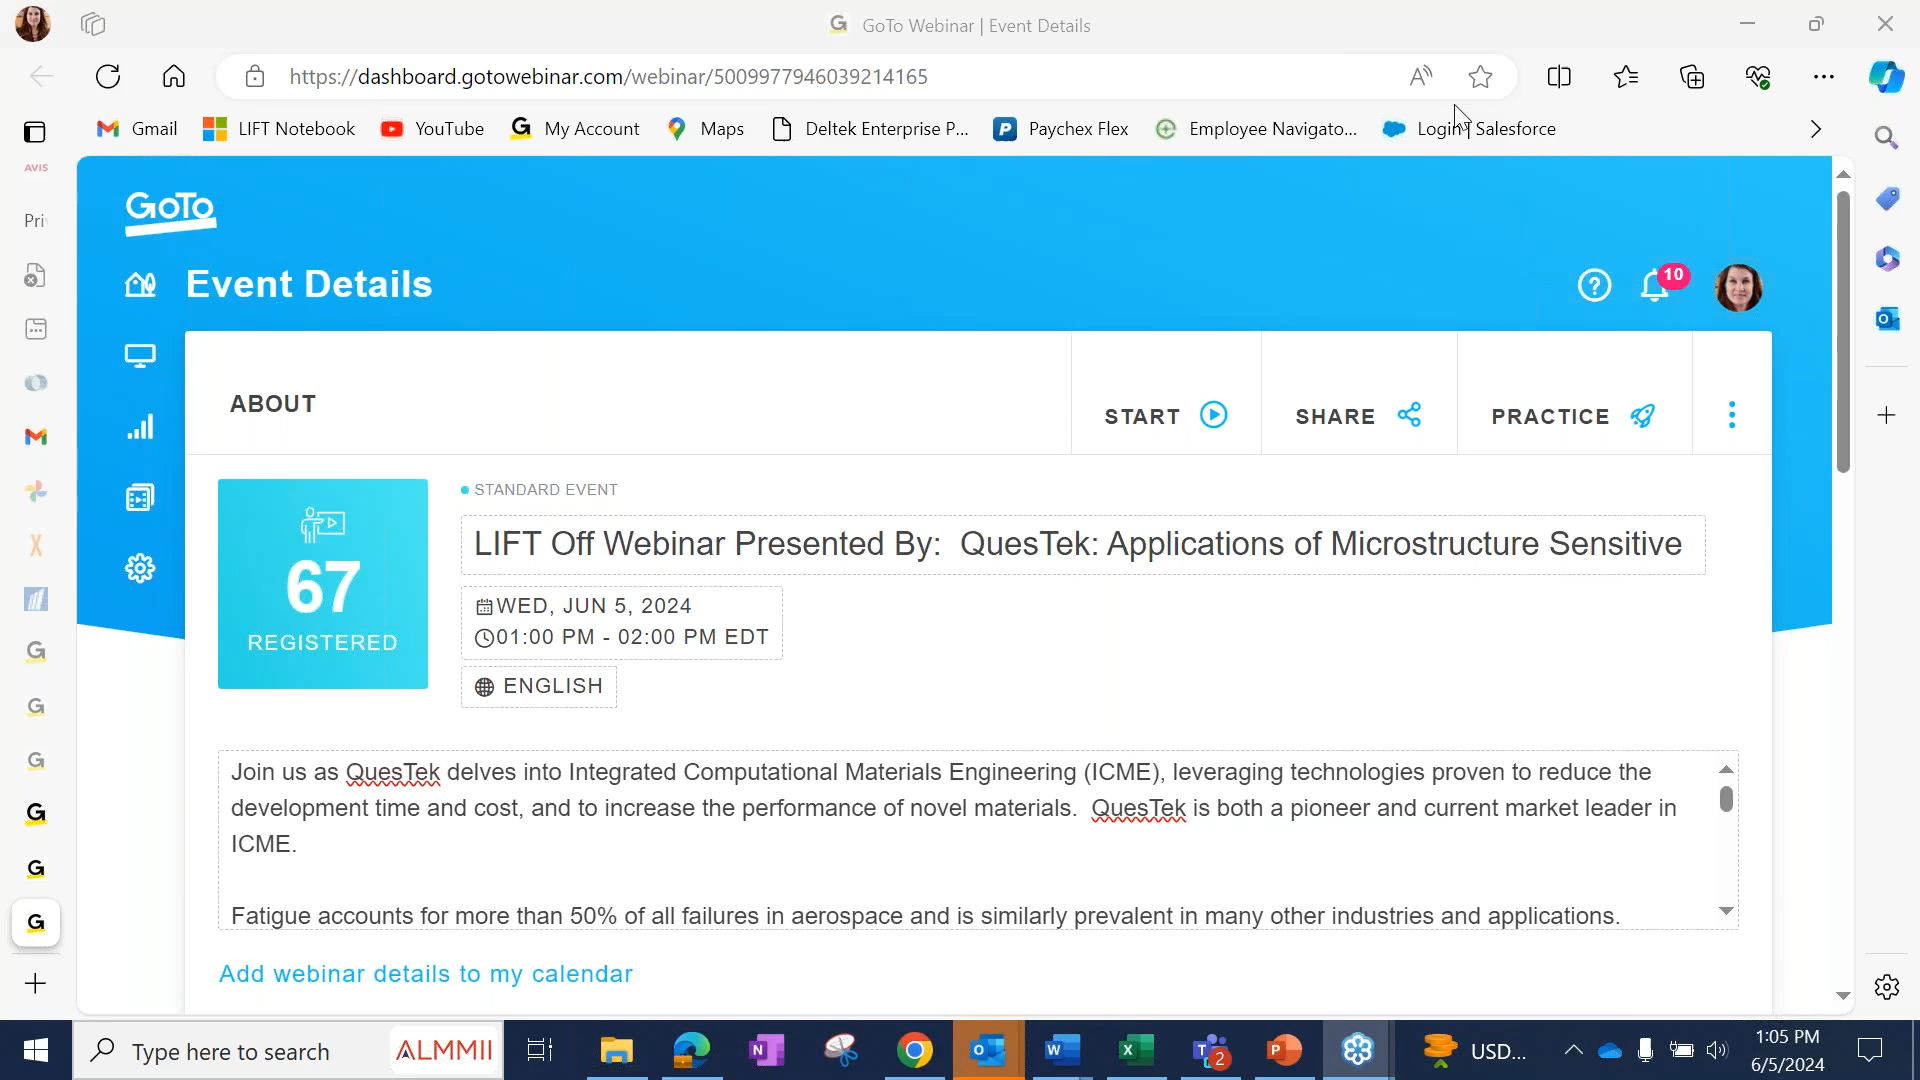 GoTo Webinar | Event Details
https://dashboard.gotowebinar.com/webinar/5009977946039214165
Gmail LIFT Notebook YouTube My Account Maps Deltek Enterprise P... Paychex Flex Employee Navigato... Login | Salesforce
AVIS
Pri
GoTo
Event Details
10
ABOUT
START
SHARE
PRACTICE
67
REGISTERED
STANDARD EVENT
LIFT Off Webinar Presented By:  QuesTek: Applications of Microstructure Sensitive
WED, JUN 5, 2024
01:00 PM - 02:00 PM EDT
ENGLISH
Join us as QuesTek delves into Integrated Computational Materials Engineering (ICME), leveraging technologies proven to reduce the
development time and cost, and to increase the performance of novel materials.  QuesTek is both a pioneer and current market leader in
ICME.
Fatigue accounts for more than 50% of all failures in aerospace and is similarly prevalent in many other industries and applications.
Add webinar details to my calendar
Type here to search
ALMMII
2
USD...
1:05 PM
6/5/2024